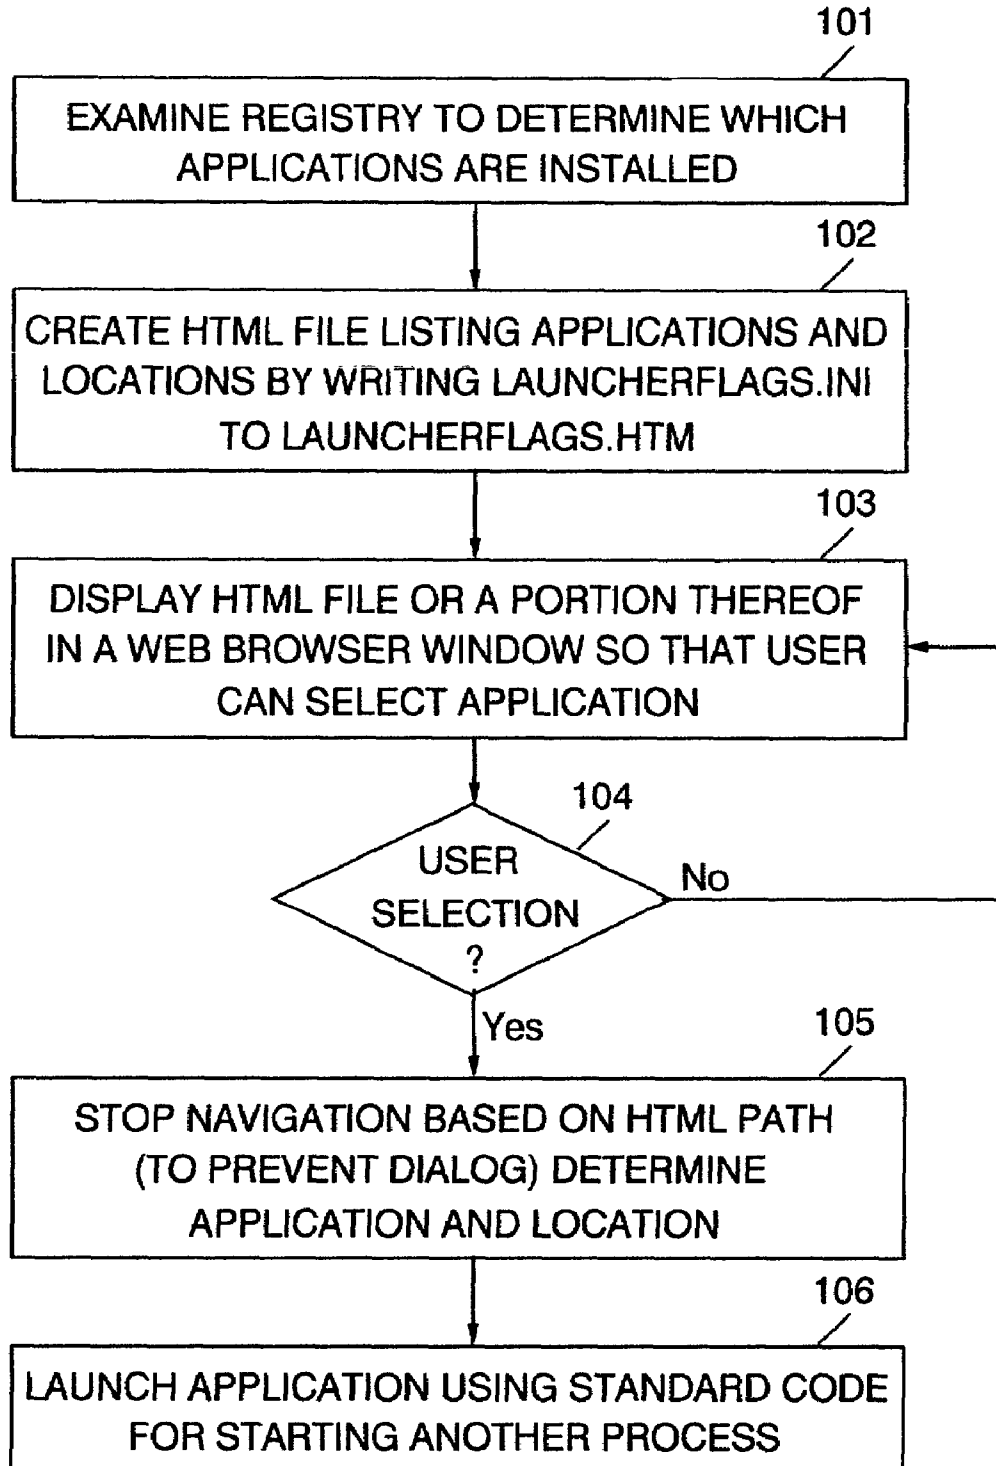 101
EXAMINE REGISTRY TO DETERMINE WHICH
APPLICATIONS ARE INSTALLED
102
CREATE HTML FILE LISTING APPLICATIONS AND
LOCATIONS BY WRITING LAUNCHERFLAGS.INI
TO LAUNCHERFLAGS.HTM
103
DISPLAY HTML FILE OR A PORTION THEREOF
IN A WEB BROWSER WINDOW SO THAT USER
CAN SELECT APPLICATION
104
USER
SELECTION
?
No
Yes
105
STOP NAVIGATION BASED ON HTML PATH
(TO PREVENT DIALOG) DETERMINE
APPLICATION AND LOCATION
106
LAUNCH APPLICATION USING STANDARD CODE
FOR STARTING ANOTHER PROCESS